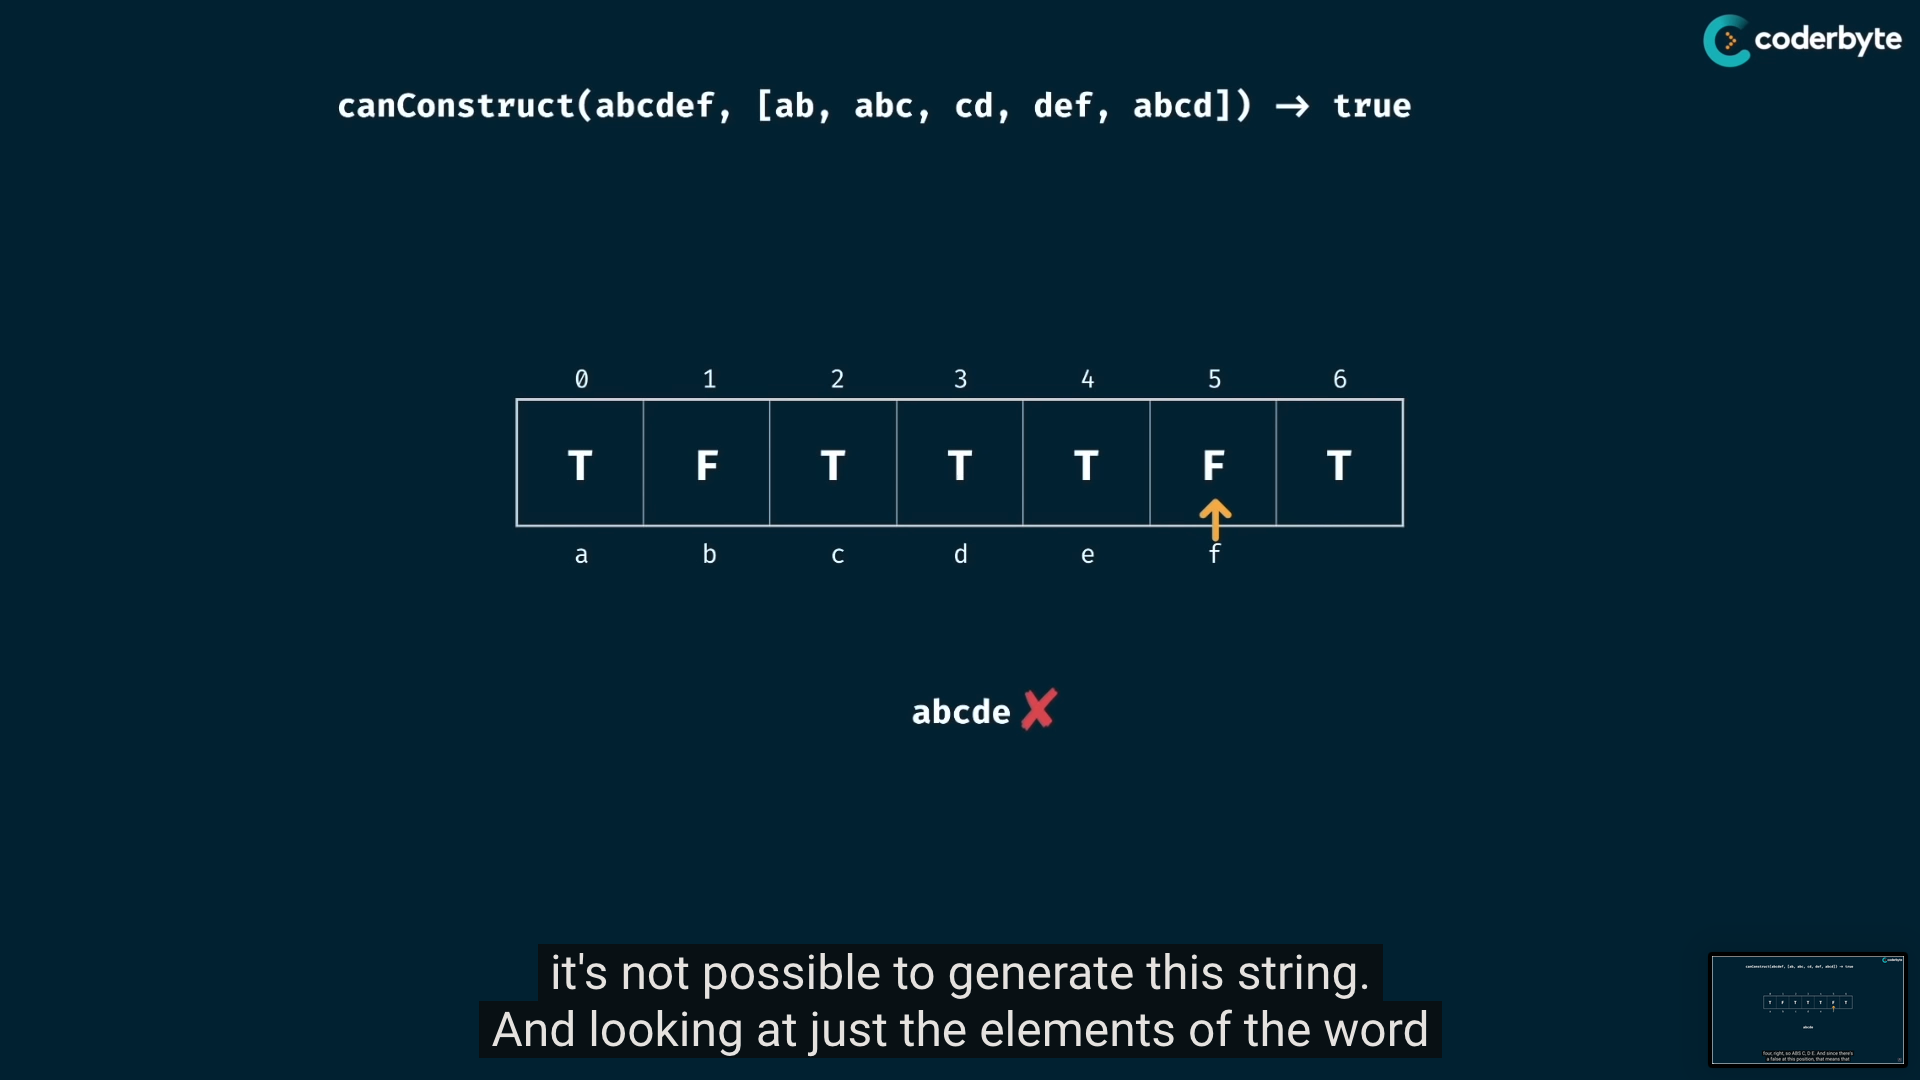 coderbyte
canConstruct(abcdef, [ab, abc, cd, def, abcd]) → true
0 1 2 3 4 5 6
T F T T T F T
a b c d e f
abcde ✘
it's not possible to generate this string.
And looking at just the elements of the word